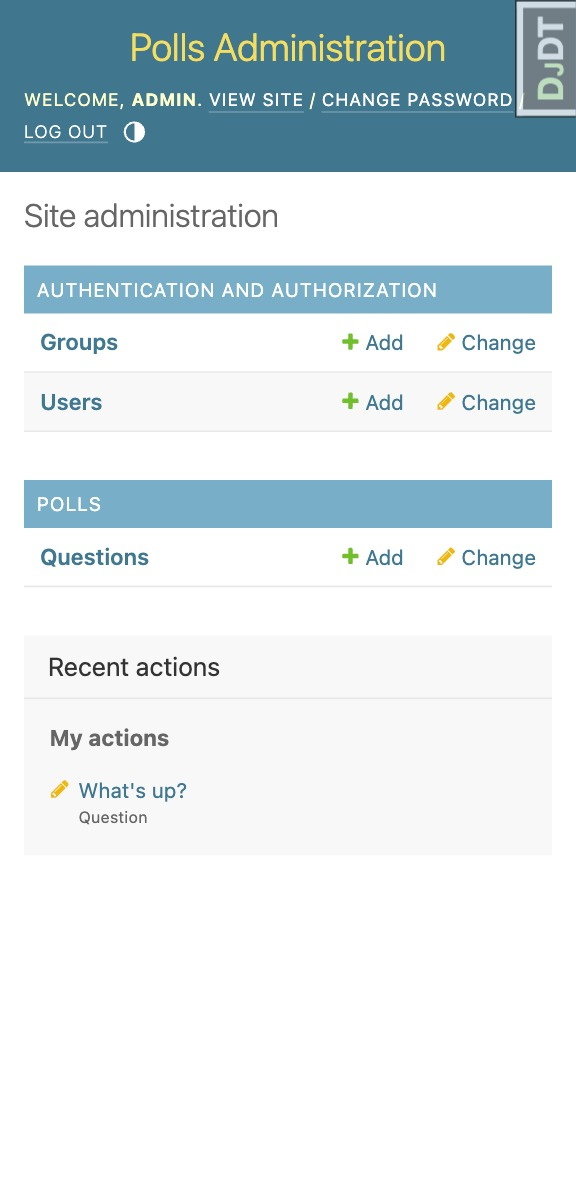 Polls Administration
WELCOME, ADMIN. VIEW SITE / CHANGE PASSWORD /
LOG OUT
DJDT
Site administration
AUTHENTICATION AND AUTHORIZATION
Groups Add Change
Users Add Change
POLLS
Questions Add Change
Recent actions
My actions
What's up?
Question